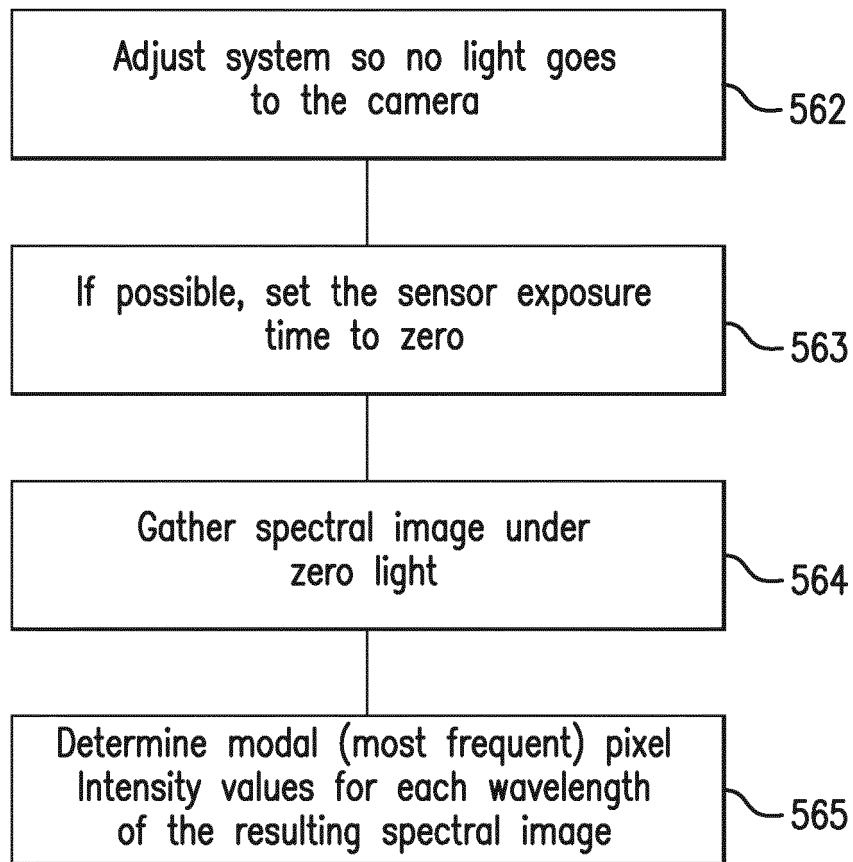 Adjust system so no light goes
to the camera
562
If possible, set the sensor exposure
time to zero
563
Gather spectral image under
zero light
564
Determine modal (most frequent) pixel
Intensity values for each wavelength
of the resulting spectral image
565